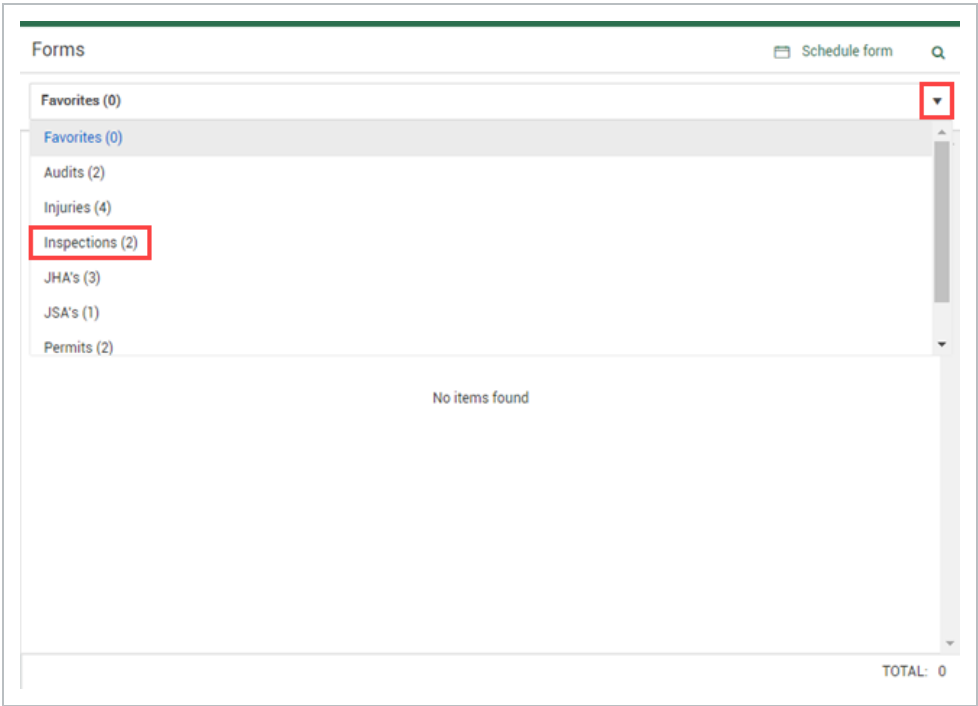 Forms
Schedule form
Favorites (0)
Favorites (0)
Audits (2)
Injuries (4)
Inspections (2)
JHA's (3)
JSA's (1)
Permits (2)
No items found
TOTAL: 0